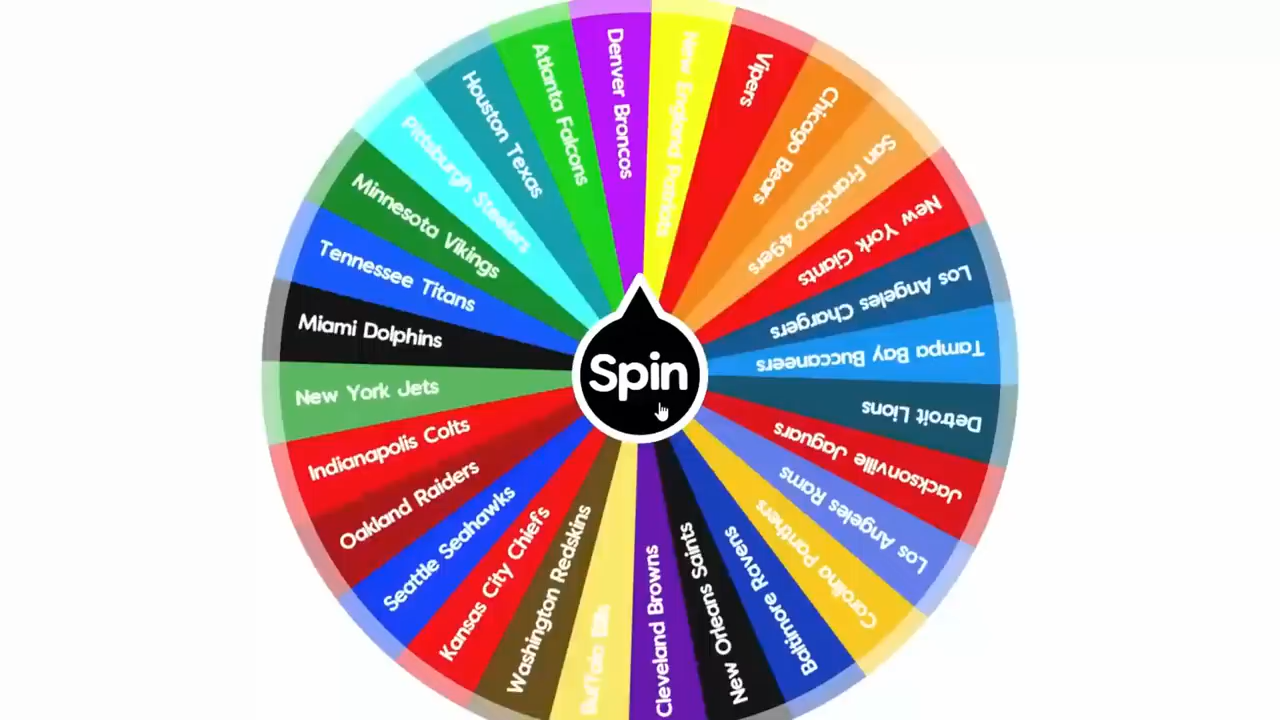 Denver Broncos
New England Patriots
Vipers
Chicago Bears
San Francisco 49ers
New York Giants
Los Angeles Chargers
Tampa Bay Buccaneers
Detroit Lions
Jacksonville Jaguars
Los Angeles Rams
Carolina Panthers
Baltimore Ravens
New Orleans Saints
Cleveland Browns
Buffalo
Washington Redskins
Kansas City Chiefs
Seattle Seahawks
Oakland Raiders
Indianapolis Colts
New York Jets
Miami Dolphins
Tennessee Titans
Minnesota Vikings
Pittsburgh Steelers
Houston Texas
Atlanta Falcons
Spin